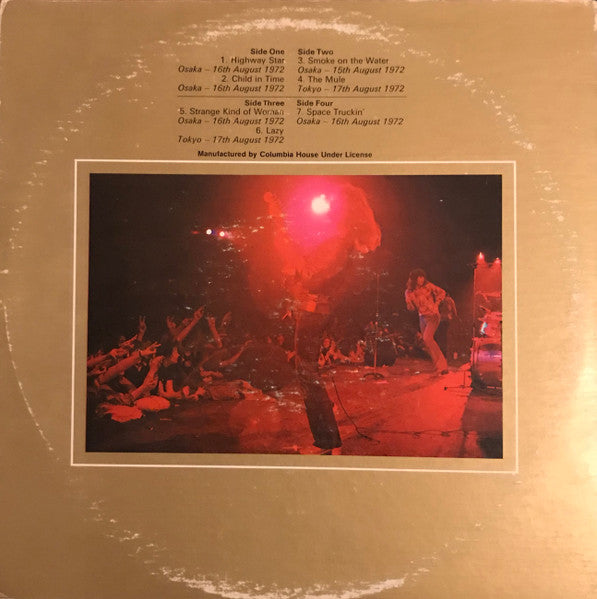 Side One
1. Highway Star
Osaka – 16th August 1972
2. Child in Time
Osaka – 16th August 1972
Side Two
3. Smoke on the Water
Osaka – 15th August 1972
4. The Mule
Tokyo – 17th August 1972
Side Three
5. Strange Kind of Woman
Osaka – 16th August 1972
6. Lazy
Tokyo – 17th August 1972
Side Four
7. Space Truckin'
Osaka – 16th August 1972
Manufactured by Columbia House Under License